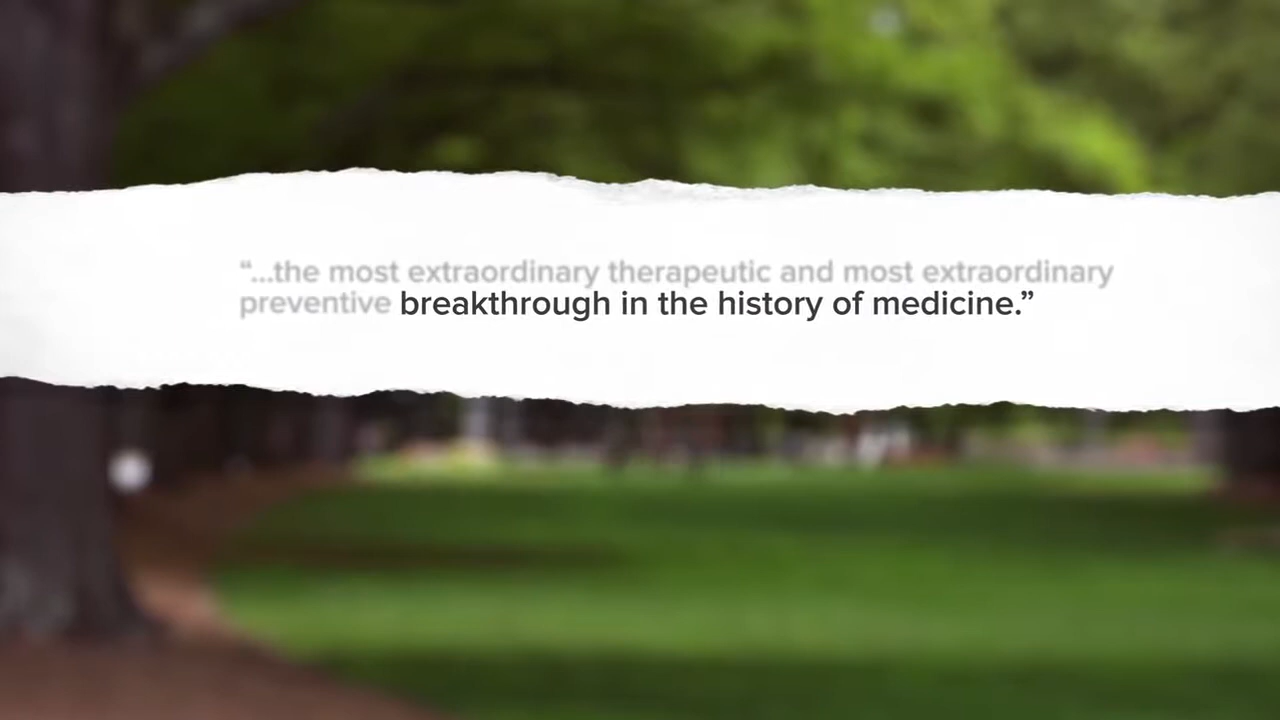 “...the most extraordinary therapeutic and most extraordinary
preventive breakthrough in the history of medicine.”